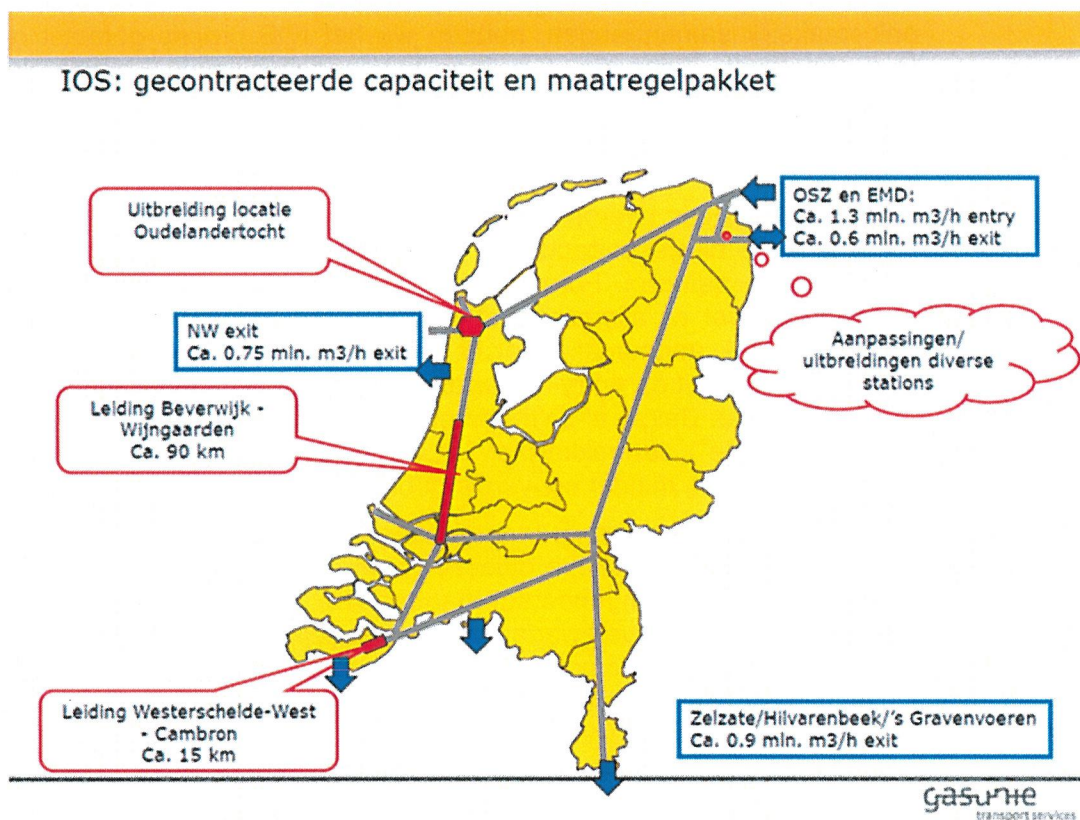 IOS: gecontracteerde capaciteit en maatregelpakket
Uitbreiding locatie
Oudelandertocht
OSZ en EMD:
Ca. 1.3 mln. m3/h entry
Ca. 0.6 mln. m3/h exit
NW exit
Ca. 0.75 mln. m3/h exit
Aanpassingen/
uitbreidingen diverse
stations
Leiding Beverwijk -
Wijngaarden
Ca. 90 km
Leiding Westerschelde-West
- Cambron
Ca. 15 km
Zelzate/Hilvarenbeek/'s Gravenvoeren
Ca. 0.9 mln. m3/h exit
gasunie
transport services